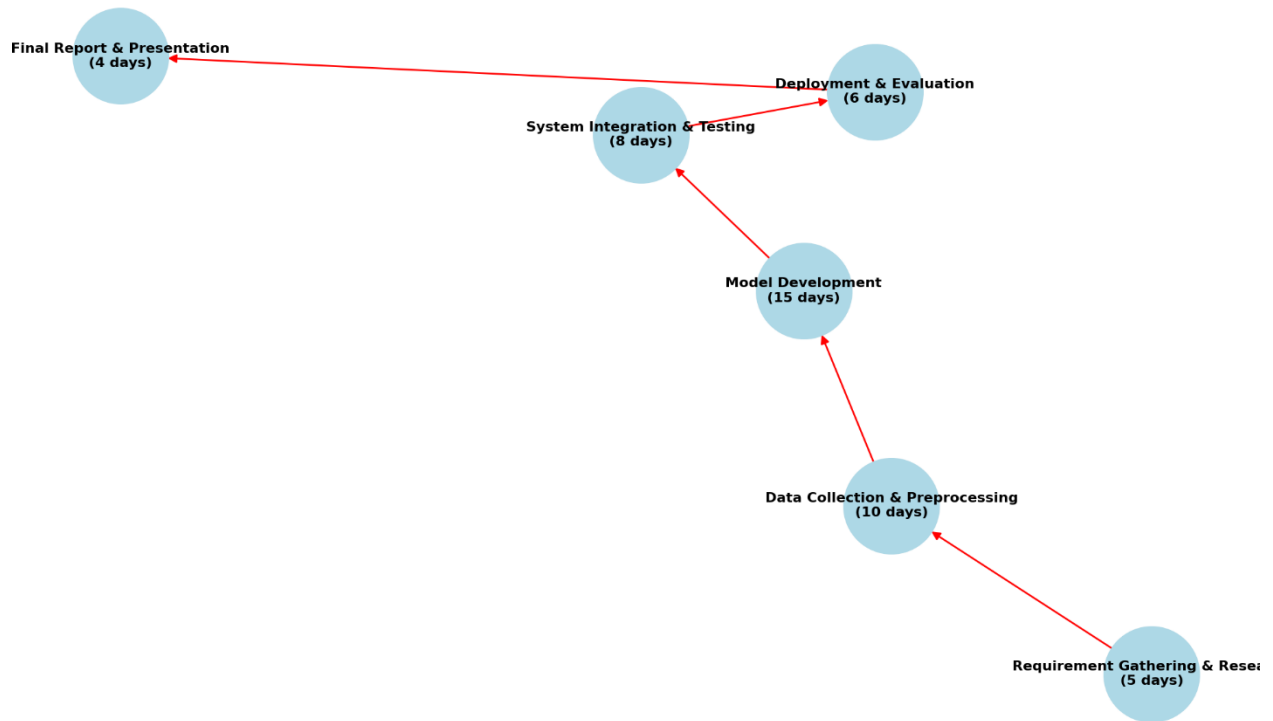 Final Report & Presentation
(4 days)
Deployment & Evaluation
(6 days)
System Integration & Testing
(8 days)
Model Development
(15 days)
Data Collection & Preprocessing
(10 days)
Requirement Gathering &
(5 days)